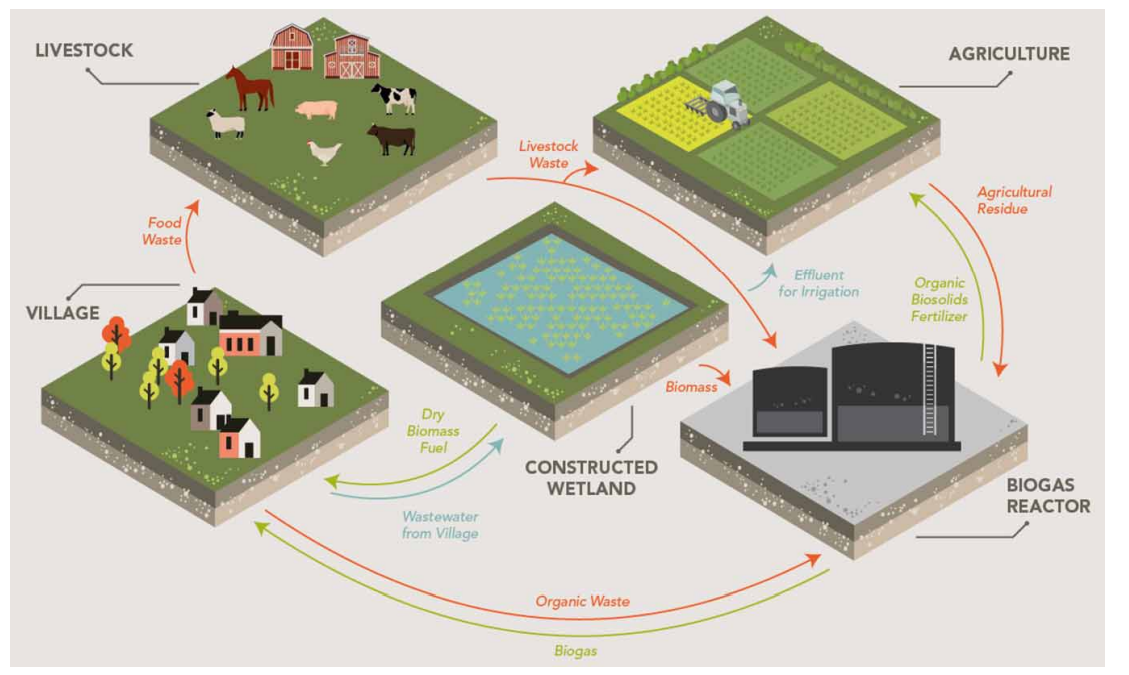 LIVESTOCK
AGRICULTURE
Livestock
Waste
Agricultural
Residue
Food
Waste
Effluent
for Irrigation
Organic
Biosolids
Fertilizer
VILLAGE
Biomass
Dry
Biomass
Fuel
CONSTRUCTED
WETLAND
BIOGAS
REACTOR
Wastewater
from Village
Organic Waste
Biogas